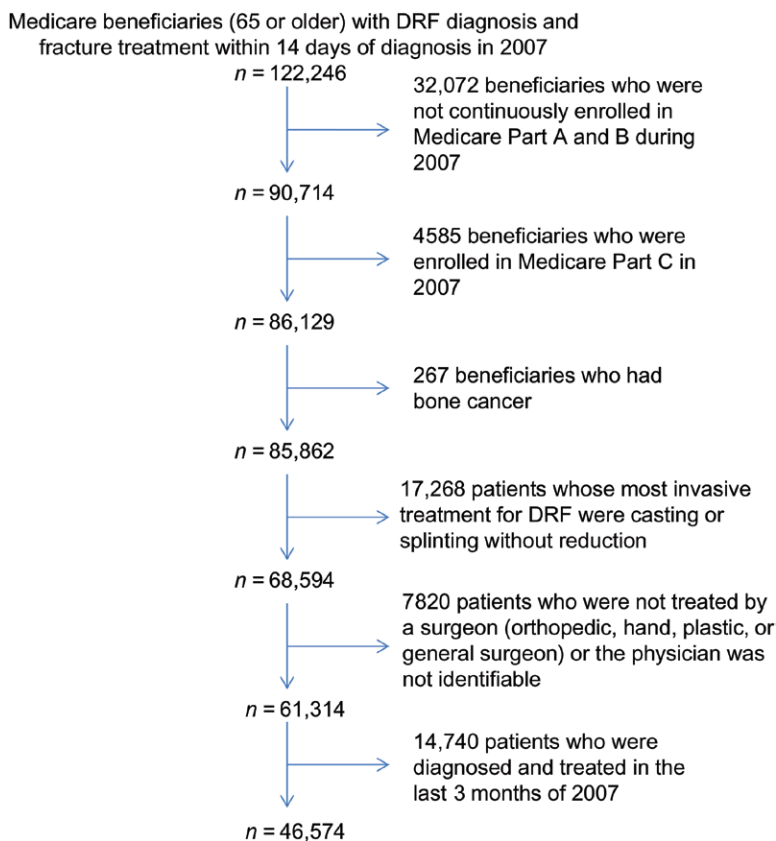 Medicare beneficiaries (65 or older) with DRF diagnosis and
fracture treatment within 14 days of diagnosis in 2007
n = 122,246
32,072 beneficiaries who were
not continuously enrolled in
Medicare Part A and B during
2007
n = 90,714
4585 beneficiaries who were
enrolled in Medicare Part C in
2007
n = 86,129
267 beneficiaries who had
bone cancer
n = 85,862
17,268 patients whose most invasive
treatment for DRF were casting or
splinting without reduction
n = 68,594
7820 patients who were not treated by
a surgeon (orthopedic, hand, plastic, or
general surgeon) or the physician was
not identifiable
n = 61,314
14,740 patients who were
diagnosed and treated in the
last 3 months of 2007
n = 46,574